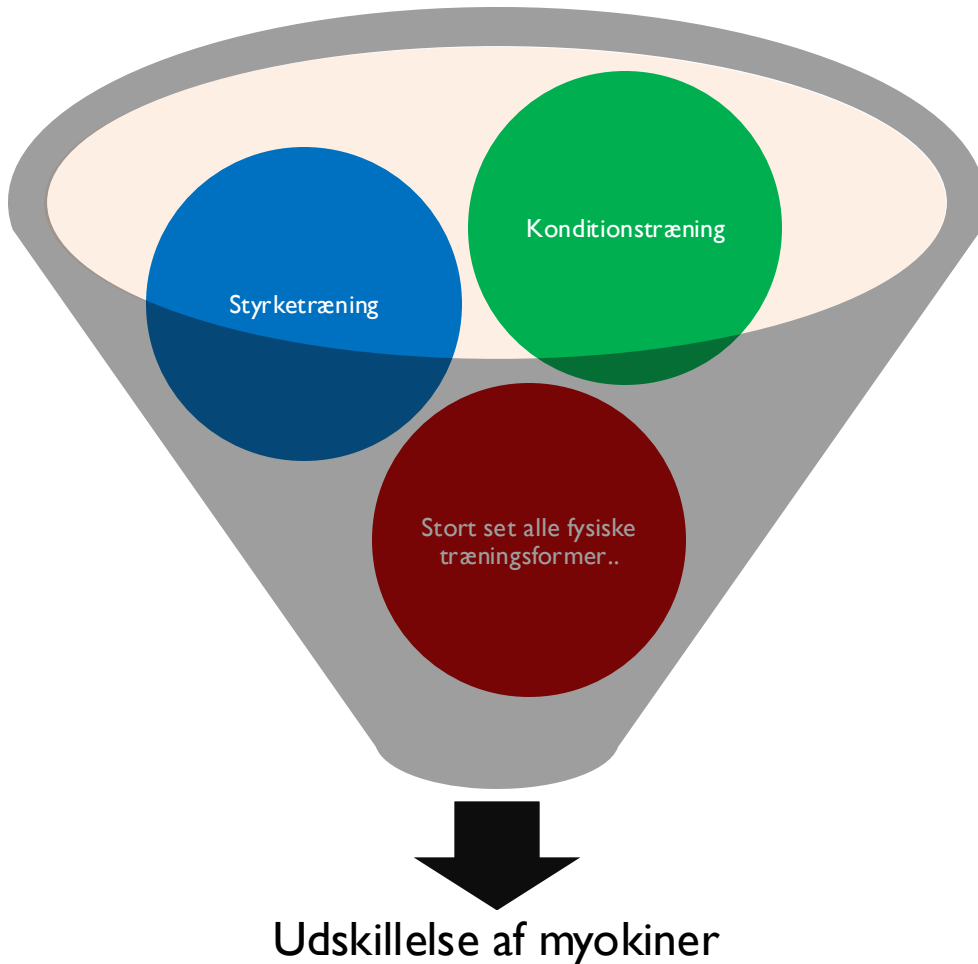 Konditionstræning
Styrketræning
Stort set alle fysiske
træningsformer..
Udskillelse af myokiner